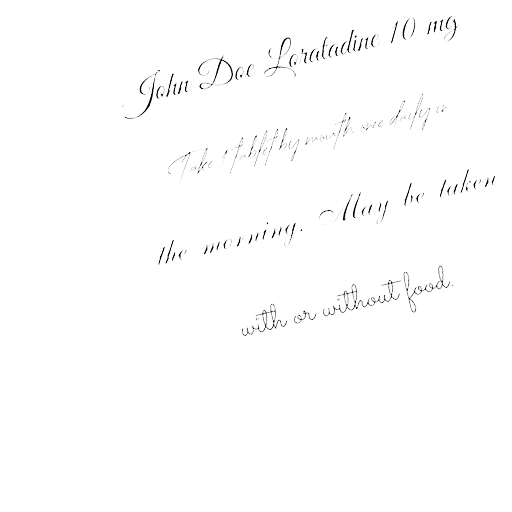 John Doe Loratadine 10 mg
Take 1 tablet by mouth once daily in
the morning. May be taken
with or without food.